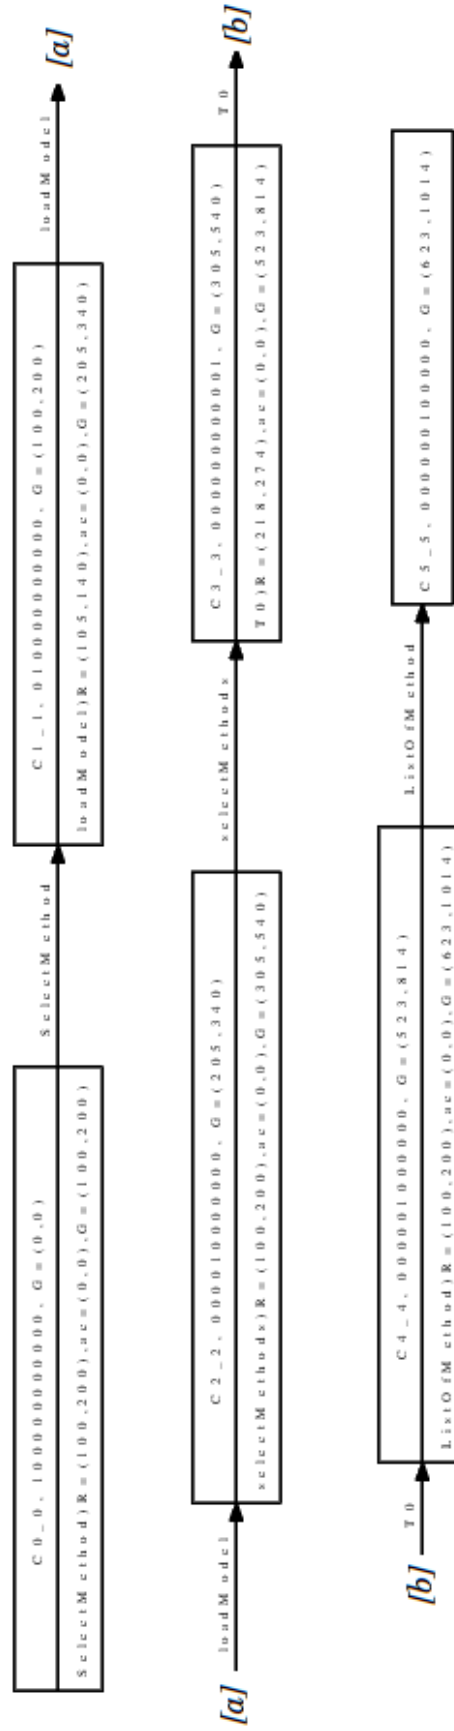 C0_0, 1000000000000, G=(0,0)
SelectMethod)R=(100,200),ac=(0,0),G=(100,200)
SelectMethod
C1_1, 0100000000000, G=(100,200)
loadModel)R=(105,140),ac=(0,0),G=(205,340)
loadModel
[a]
[a]
loadModel
C2_2, 0000100000000, G=(205,340)
selectMethods)R=(100,200),ac=(0,0),G=(305,540)
selectMethods
C3_3, 0000000000001, G=(305,540)
T0)R=(218,274),ac=(0,0),G=(523,814)
T0
[b]
[b]
T0
C4_4, 0000001000000, G=(523,814)
ListOfMethod)R=(100,200),ac=(0,0),G=(623,1014)
ListOfMethod
C5_5, 0000000100000, G=(623,1014)